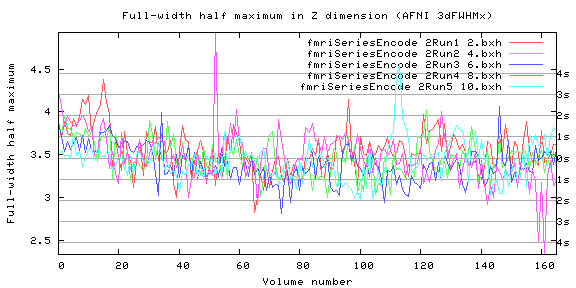 Full-width half maximum in Z dimension (AFNI 3dFWHMx)
fmriSeriesEncode 2Run1 2.bxh
fmriSeriesEncode 2Run2 4.bxh
fmriSeriesEncode 2Run3 6.bxh
fmriSeriesEncode 2Run4 8.bxh
fmriSeriesEncode 2Run5 10.bxh
Full-width half maximum
4.5
4
3.5
3
2.5
4s
3s
2s
1s
0s
1s
2s
3s
4s
0 20 40 60 80 100 120 140 160
Volume number